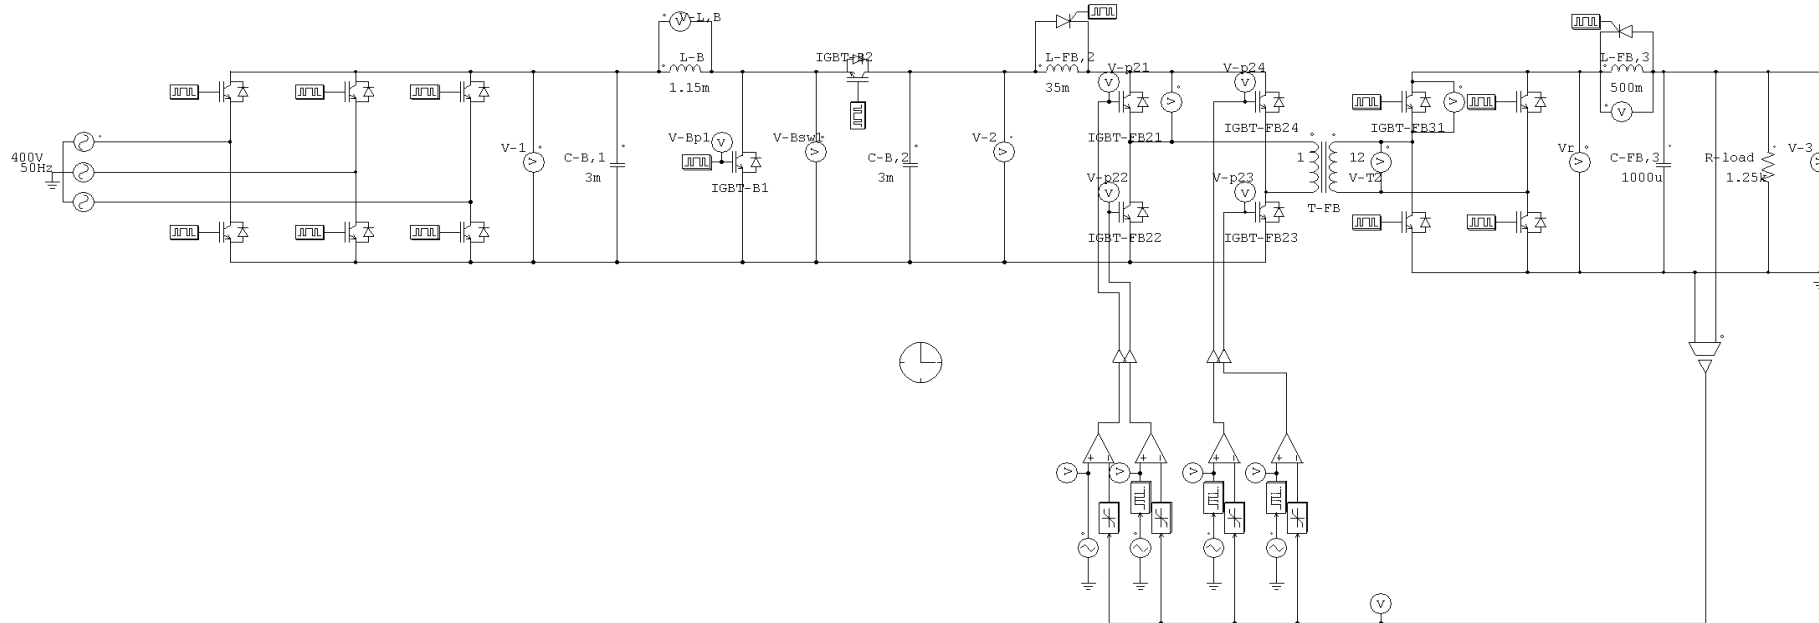 V-L,B
IGBT-B2
L-B
1.15m
L-FB,2
35m
V-p21
V-p24
L-FB,3
500m
400V
50Hz
V-1
C-B,1
3m
V-Bp1
IGBT-B1
V-Bsw1
C-B,2
3m
V-2
IGBT-FB21
IGBT-FB24
V-p22
V-p23
IGBT-FB22
IGBT-FB23
1
12
V-T2
T-FB
IGBT-FB31
Vr
C-FB,3
1000u
R-load
1.25k
V-3